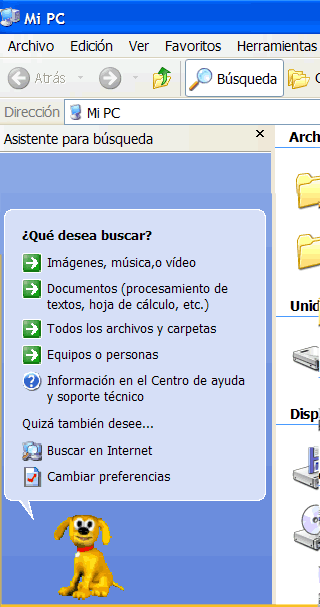 Mi PC
Archivo Edición Ver Favoritos Herramientas
Atrás Búsqueda
Dirección Mi PC
Asistente para búsqueda
¿Qué desea buscar?
Imágenes, música,o vídeo
Documentos (procesamiento de
textos, hoja de cálculo, etc.)
Todos los archivos y carpetas
Equipos o personas
Información en el Centro de ayuda
y soporte técnico
Quizá también desee...
Buscar en Internet
Cambiar preferencias
Arch
Unid
Disp